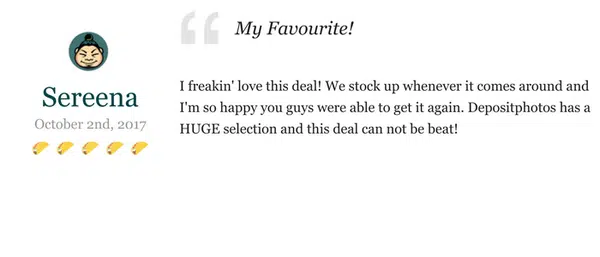 “ My Favourite!
Sereena
October 2nd, 2017
I freakin' love this deal! We stock up whenever it comes around and
I'm so happy you guys were able to get it again. Depositphotos has a
HUGE selection and this deal can not be beat!